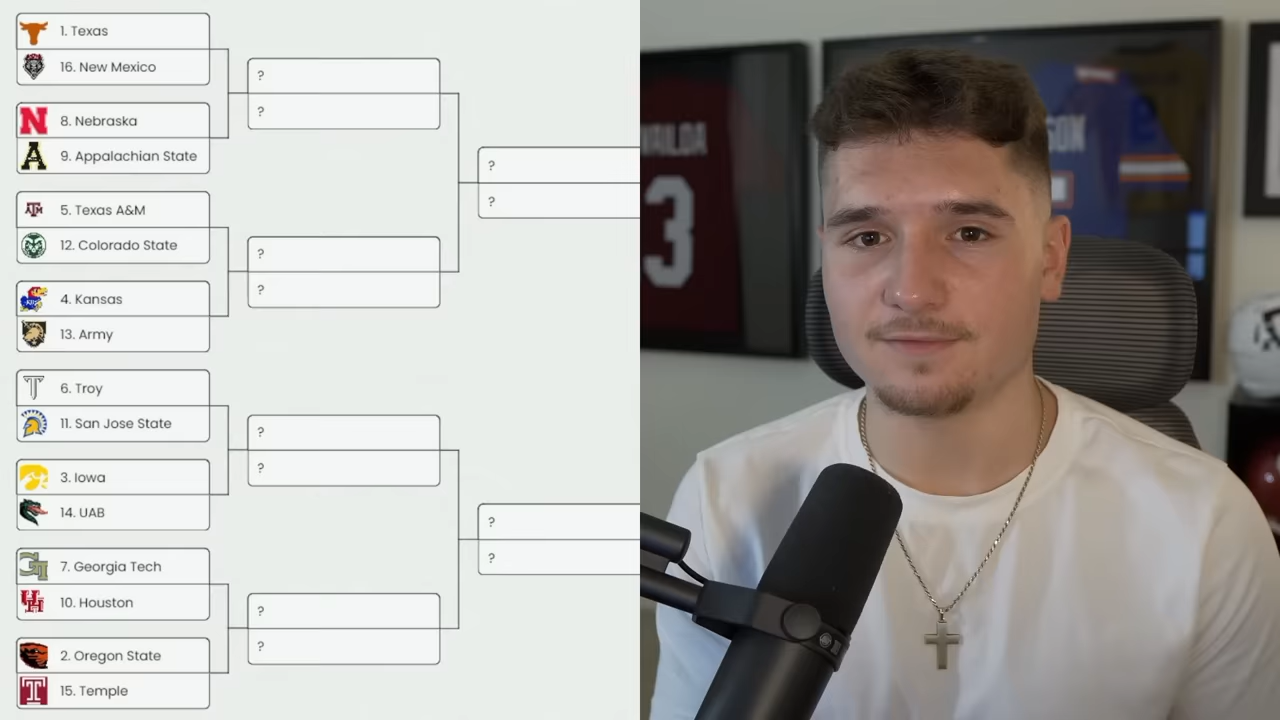 1. Texas
16. New Mexico
8. Nebraska
9. Appalachian State
5. Texas A&M
12. Colorado State
4. Kansas
13. Army
6. Troy
11. San Jose State
3. Iowa
14. UAB
7. Georgia Tech
10. Houston
2. Oregon State
15. Temple
?
?
?
?
?
?
?
?
?
?
?
?
3